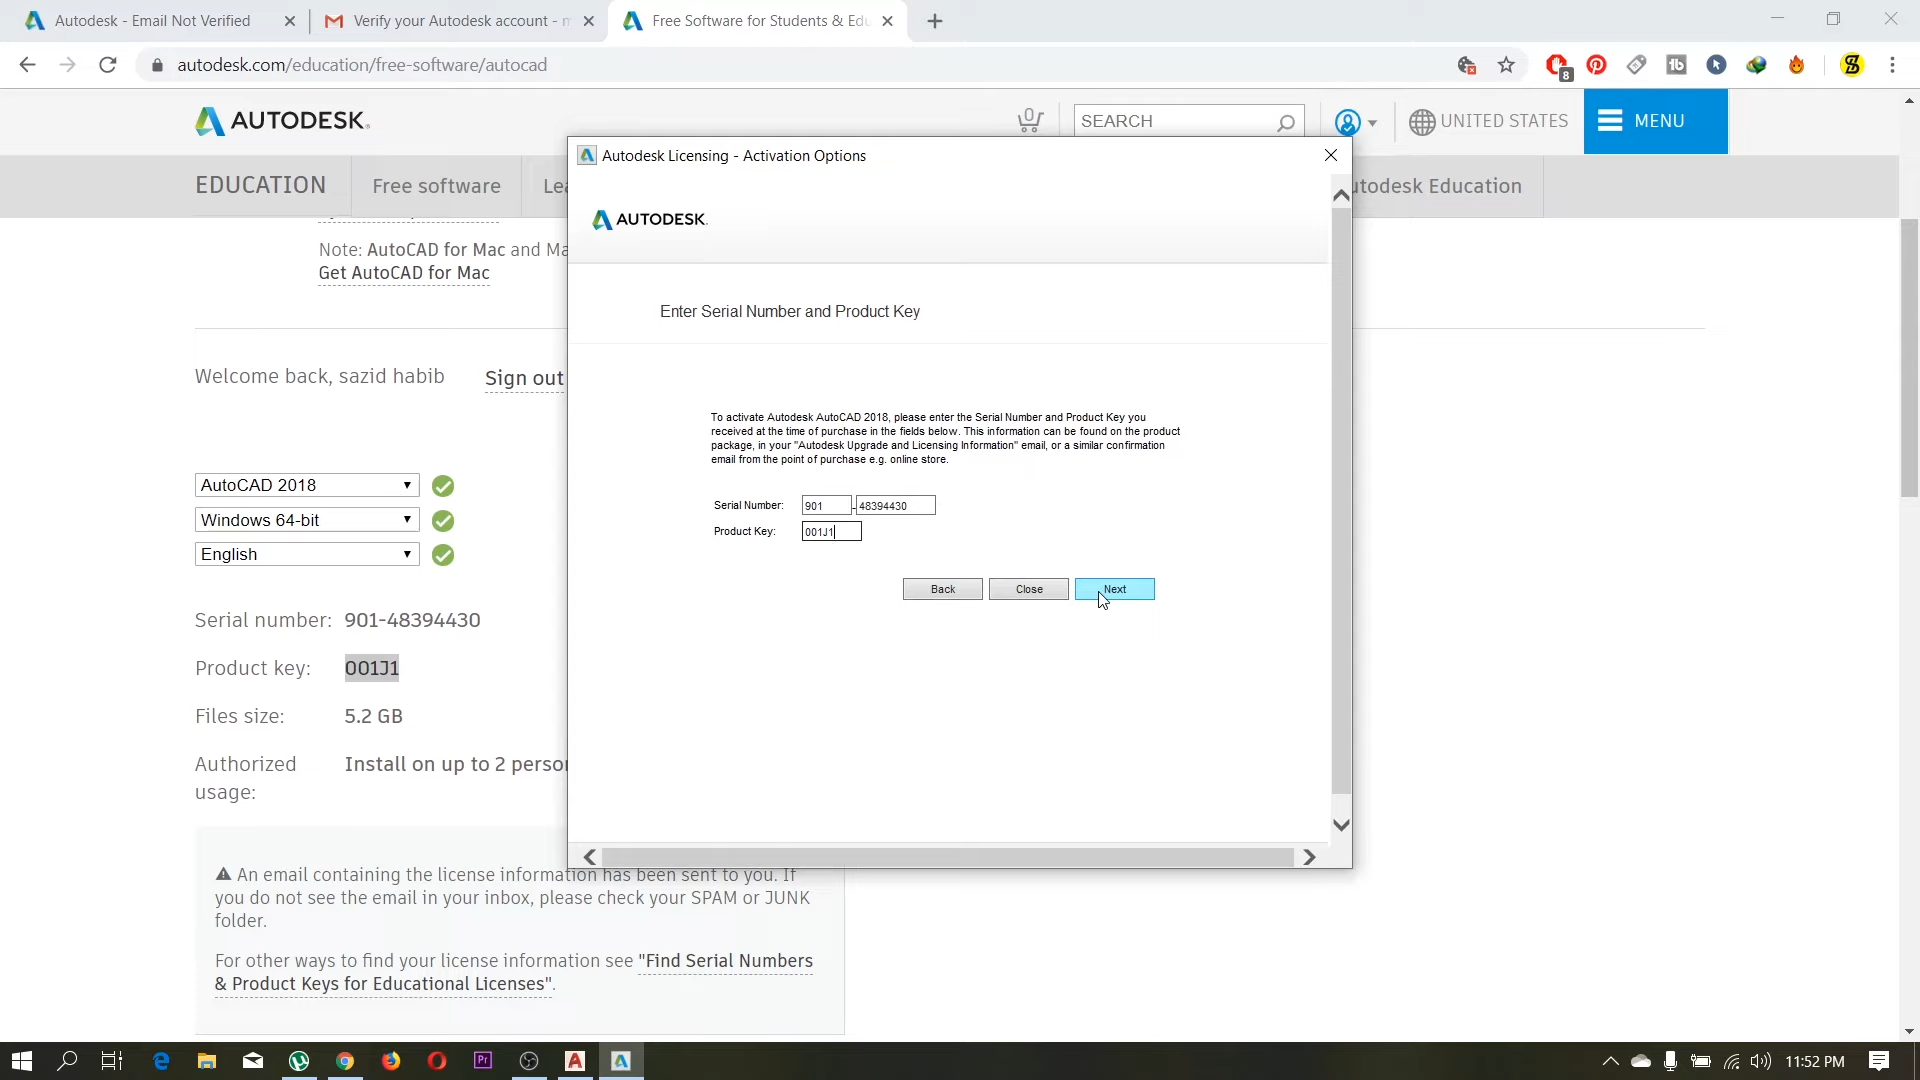 Autodesk - Email Not Verified
Verify your Autodesk account - m
Free Software for Students & Edu
autodesk.com/education/free-software/autocad
8
AUTODESK.
0
SEARCH
UNITED STATES
MENU
EDUCATION
Free software
Lea
utodesk Education
Note: AutoCAD for Mac and Ma
Get AutoCAD for Mac
Welcome back, sazid habib
Sign out
AutoCAD 2018
Windows 64-bit
English
Serial number: 901-48394430
Product key: 001J1
Files size: 5.2 GB
Authorized usage: Install on up to 2 person
An email containing the license information has been sent to you. If
you do not see the email in your inbox, please check your SPAM or JUNK
folder.
For other ways to find your license information see "Find Serial Numbers
& Product Keys for Educational Licenses".
Autodesk Licensing - Activation Options
AUTODESK.
Enter Serial Number and Product Key
To activate Autodesk AutoCAD 2018, please enter the Serial Number and Product Key you
received at the time of purchase in the fields below. This information can be found on the product
package, in your "Autodesk Upgrade and Licensing Information" email, or a similar confirmation
email from the point of purchase e.g. online store.
Serial Number: 901 - 48394430
Product Key: 001J1
Back
Close
Next
11:52 PM